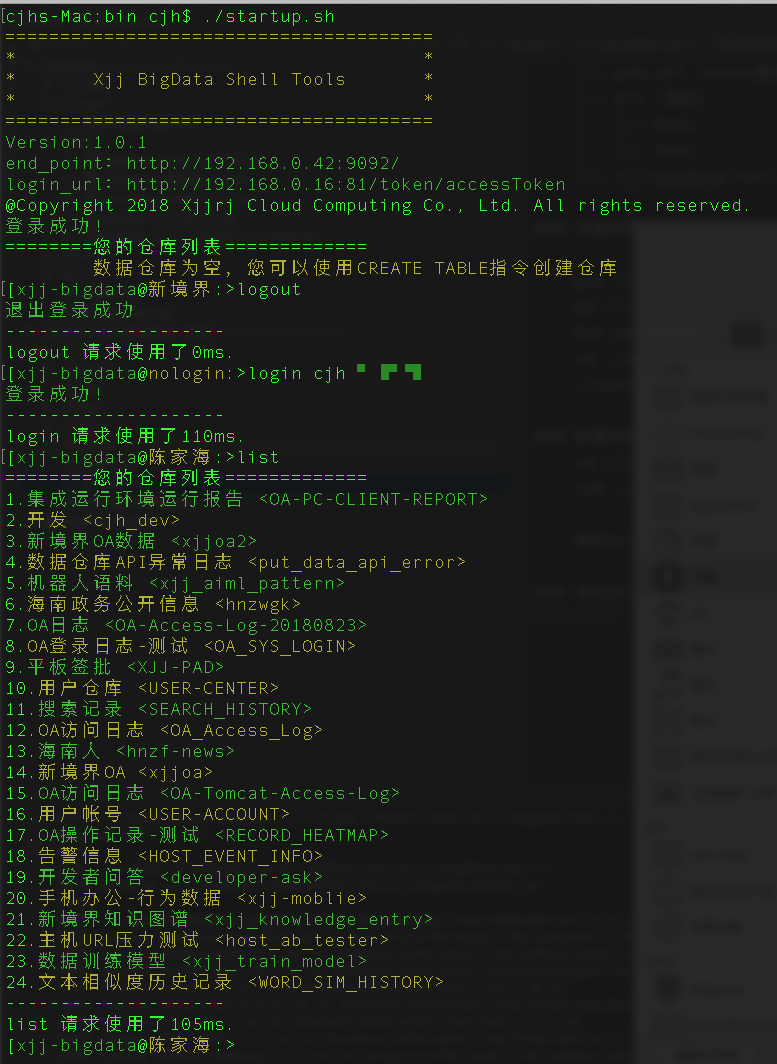 [cjhs-Mac:bin cjh$ ./startup.sh
=======================================
* *
* Xjj BigData Shell Tools *
* *
=======================================
Version:1.0.1
end_point: http://192.168.0.42:9092/
login_url: http://192.168.0.16:81/token/accessToken
@Copyright 2018 Xjjrj Cloud Computing Co., Ltd. All rights reserved.
登录成功!
========您的仓库列表=============
数据仓库为空, 您可以使用CREATE TABLE指令创建仓库
[[xjj-bigdata@新境界:>logout
退出登录成功
--------------------
logout 请求使用了0ms.
[[xjj-bigdata@nologin:>login cjh
登录成功!
--------------------
login 请求使用了110ms.
[[xjj-bigdata@陈家海:>list
========您的仓库列表=============
1.集成运行环境运行报告 <OA-PC-CLIENT-REPORT>
2.开发 <cjh_dev>
3.新境界OA数据 <xjjoa2>
4.数据仓库API异常日志 <put_data_api_error>
5.机器人语料 <xjj_aiml_pattern>
6.海南政务公开信息 <hnzwgk>
7.OA日志 <OA-Access-Log-20180823>
8.OA登录日志-测试 <OA_SYS_LOGIN>
9.平板签批 <XJJ-PAD>
10.用户仓库 <USER-CENTER>
11.搜索记录 <SEARCH_HISTORY>
12.OA访问日志 <OA_Access_Log>
13.海南人 <hnzf-news>
14.新境界OA <xjjoa>
15.OA访问日志 <OA-Tomcat-Access-Log>
16.用户帐号 <USER-ACCOUNT>
17.OA操作记录-测试 <RECORD_HEATMAP>
18.告警信息 <HOST_EVENT_INFO>
19.开发者问答 <developer-ask>
20.手机办公-行为数据 <xjj-moblie>
21.新境界知识图谱 <xjj_knowledge_entry>
22.主机URL压力测试 <host_ab_tester>
23.数据训练模型 <xjj_train_model>
24.文本相似度历史记录 <WORD_SIM_HISTORY>
--------------------
list 请求使用了105ms.
[xjj-bigdata@陈家海:>